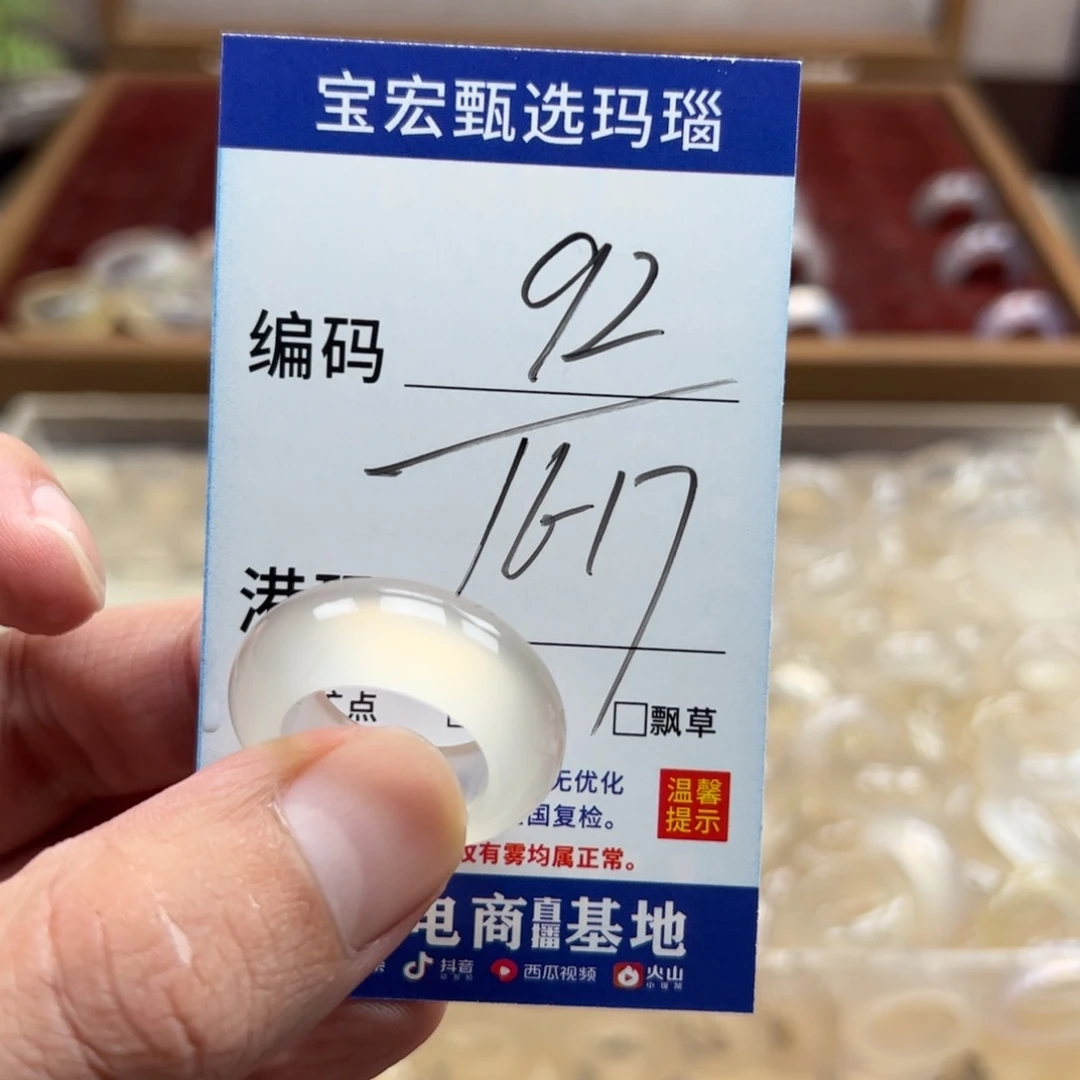 宝宏甄选玛瑙
编码 92
港 1617
点 □飘草
无优化
国复检。
温馨
提示
有雾均属正常。
电商直播基地
抖音 西瓜视频 火山